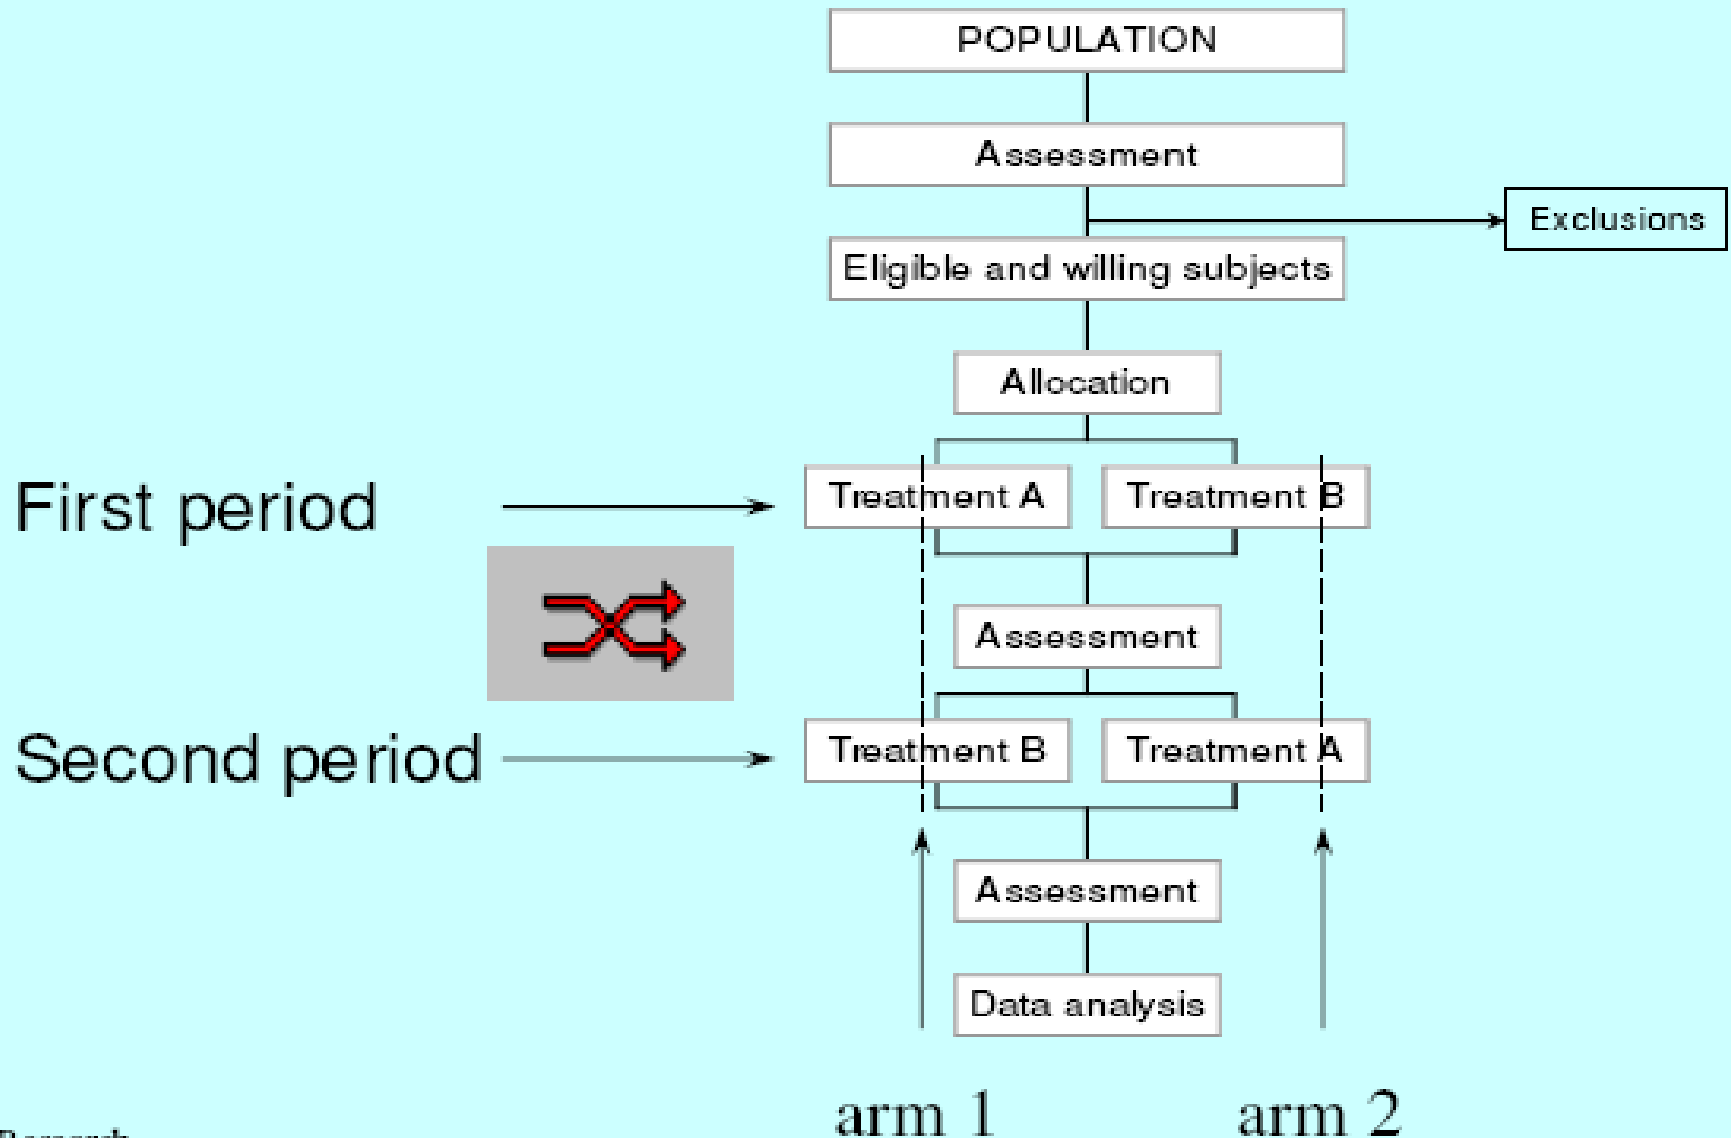 POPULATION
Assessment
Exclusions
Eligible and willing subjects
Allocation
First period
Treatment A
Treatment B
Assessment
Second period
Treatment B
Treatment A
Assessment
Data analysis
arm 1
arm 2